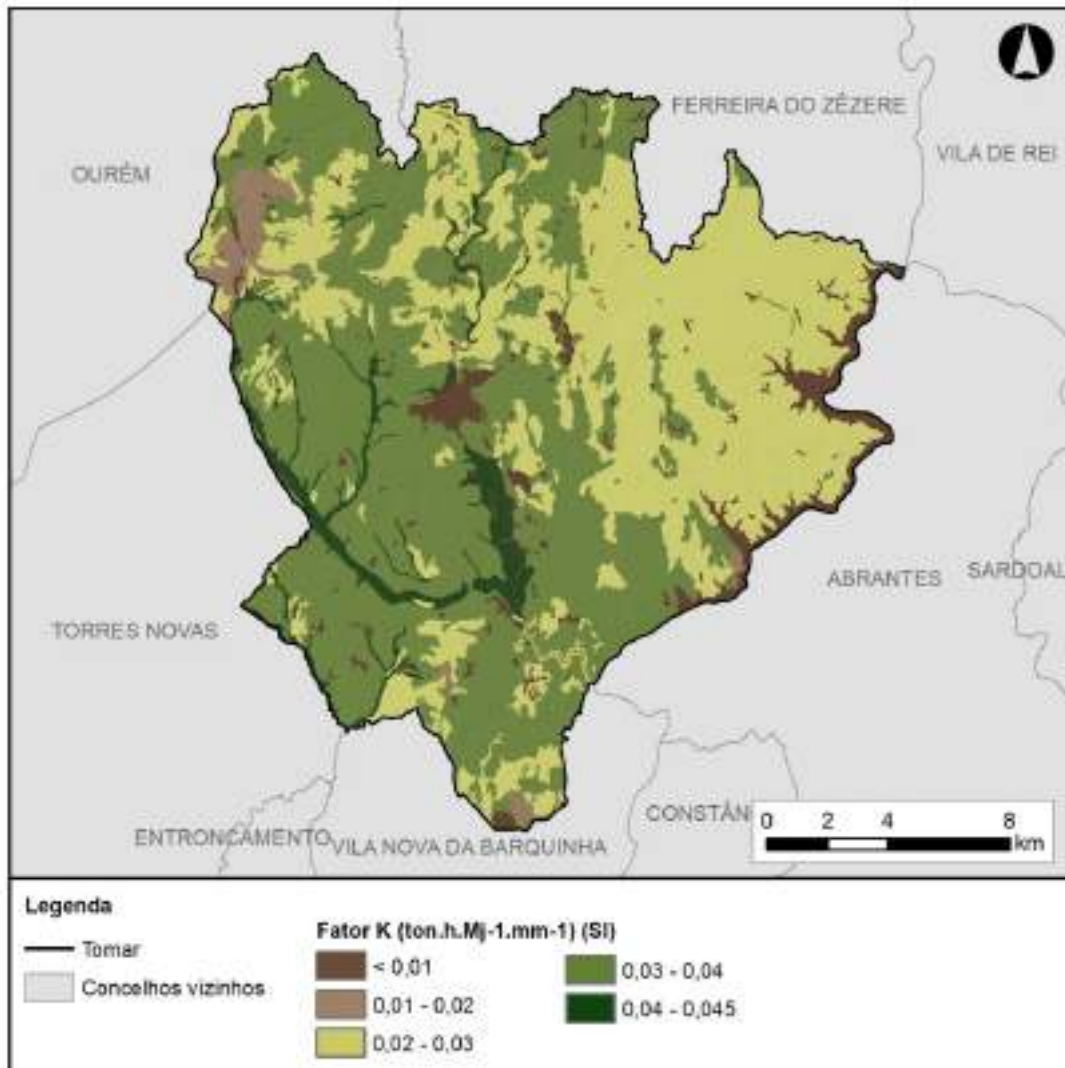 FERREIRA DO ZÊZERE
VILA DE REI
OURÉM
ABRANTES
SARDOAL
TORRES NOVAS
CONSTÂN
ENTRONCAMENTO
VILA NOVA DA BARQUINHA
0 2 4 8
km
Legenda
Tomar
Concelhos vizinhos
Fator K (ton.h.Mj-1.mm-1) (SI)
< 0,01
0,01 - 0,02
0,02 - 0,03
0,03 - 0,04
0,04 - 0,045